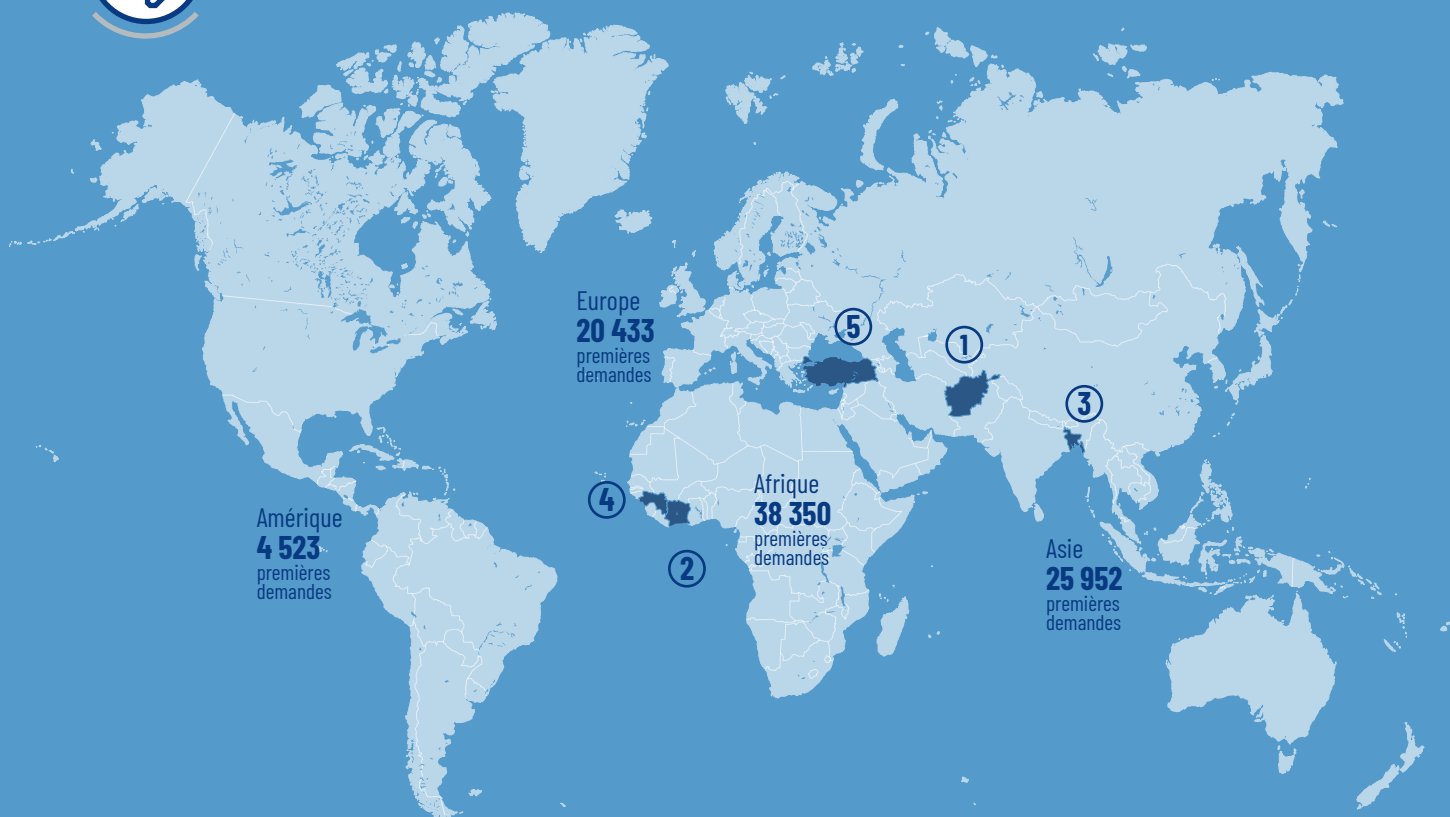 Europe
20 433
premières
demandes
5
1
3
4
2
Afrique
38 350
premières
demandes
Amérique
4 523
premières
demandes
Asie
25 952
premières
demandes